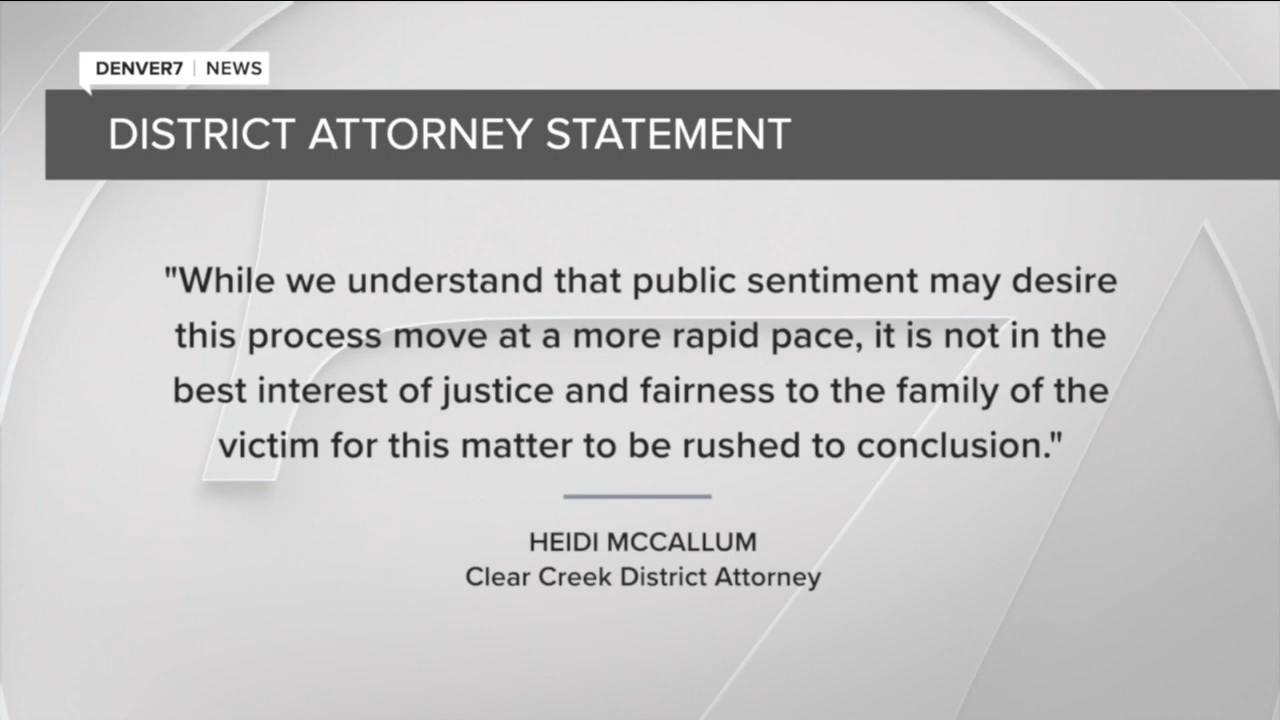 DENVER7 | NEWS
DISTRICT ATTORNEY STATEMENT
"While we understand that public sentiment may desire
this process move at a more rapid pace, it is not in the
best interest of justice and fairness to the family of the
victim for this matter to be rushed to conclusion."
HEIDI MCCALLUM
Clear Creek District Attorney